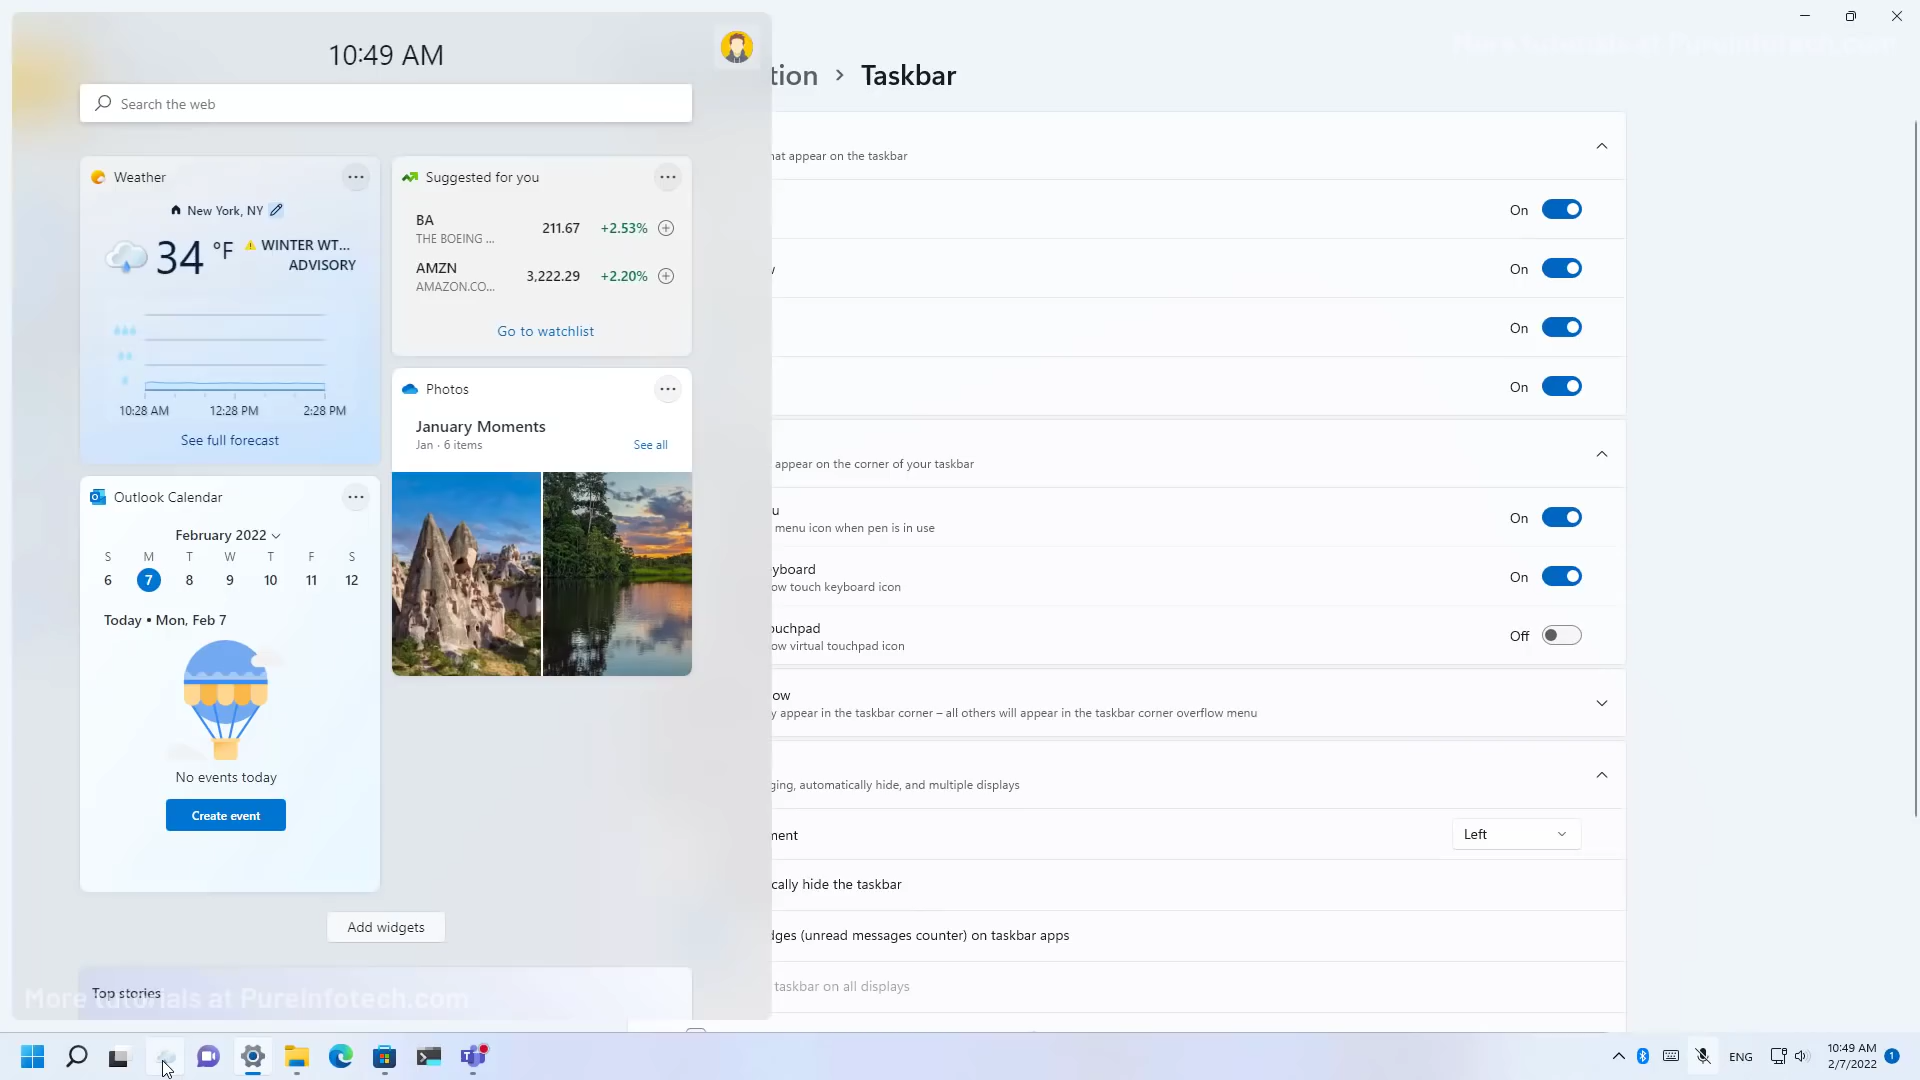 10:49 AM
Search the web
Weather
New York, NY
34 °F
WINTER WT...
ADVISORY
10:28 AM 12:28 PM 2:28 PM
See full forecast
Suggested for you
BA 211.67 +2.53%
THE BOEING ...
AMZN 3,222.29 +2.20%
AMAZON.CO...
Go to watchlist
Photos
January Moments
Jan · 6 items See all
Outlook Calendar
February 2022
S M T W T F S
6 7 8 9 10 11 12
Today • Mon, Feb 7
No events today
Create event
Add widgets
Top stories
More tutorials at Pureinfotech.com
More tutorials at Pureinfotech.com
tion > Taskbar
hat appear on the taskbar
On
w
On
On
On
appear on the corner of your taskbar
u
menu icon when pen is in use
On
yboard
ow touch keyboard icon
On
ouchpad
ow virtual touchpad icon
Off
ow
y appear in the taskbar corner – all others will appear in the taskbar corner overflow menu
ging, automatically hide, and multiple displays
ment
Left
cally hide the taskbar
dges (unread messages counter) on taskbar apps
taskbar on all displays
ENG
10:49 AM
2/7/2022
1